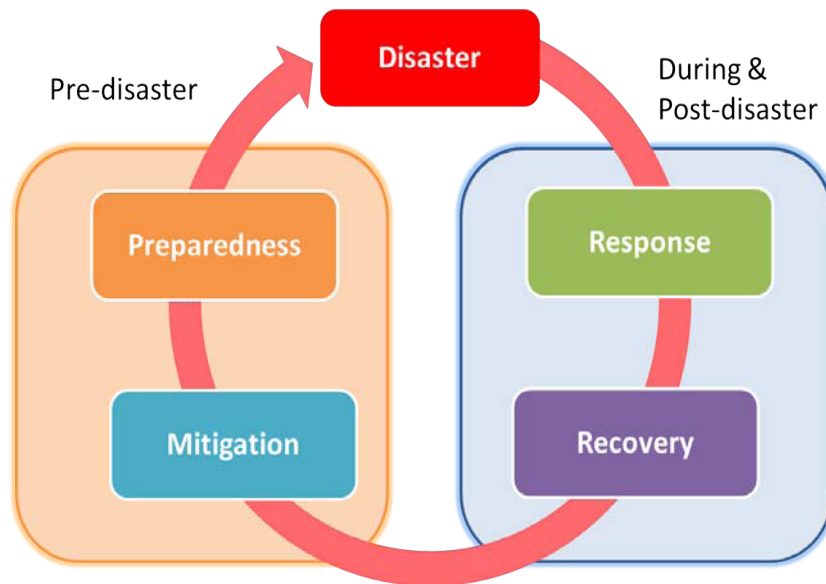 Disaster
Pre-disaster
During &
Post-disaster
Preparedness
Response
Mitigation
Recovery